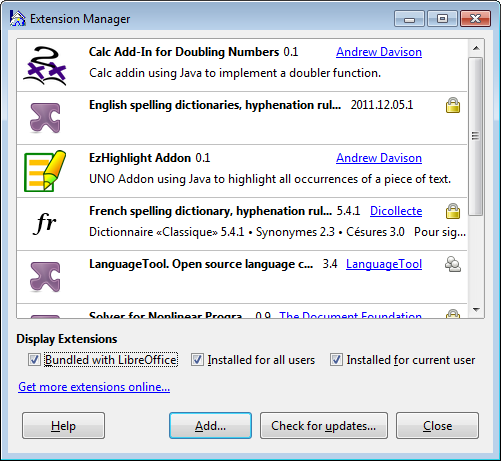 Extension Manager
Calc Add-In for Doubling Numbers 0.1 Andrew Davison
Calc addin using Java to implement a doubler function.
English spelling dictionaries, hyphenation rul... 2011.12.05.1
EzHighlight Addon 0.1 Andrew Davison
UNO Addon using Java to highlight all occurrences of a piece of text.
fr French spelling dictionary, hyphenation rul... 5.4.1 Dicollecte
Dictionnaire «Classique» 5.4.1 • Synonymes 2.3 • Césures 3.0 Pour sig...
LanguageTool. Open source language c... 3.4 LanguageTool
Solver for Nonlinear Progra... 0.9 The Document Foundation
Display Extensions
Bundled with LibreOffice Installed for all users Installed for current user
Get more extensions online...
Help Add... Check for updates... Close